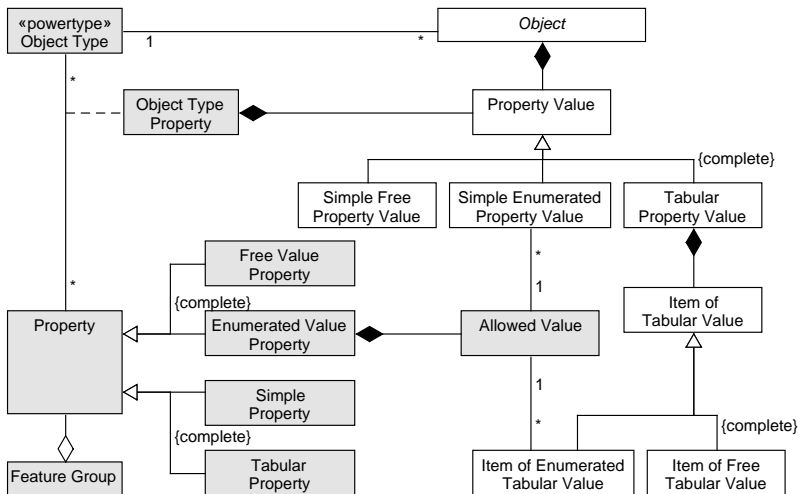 «powertype»
Object Type
Object
1
*
*
Object Type
Property
Property Value
{complete}
Simple Free
Property Value
Simple Enumerated
Property Value
Tabular
Property Value
Free Value
Property
*
*
{complete}
1
Item of
Tabular Value
Property
Enumerated Value
Property
Allowed Value
Simple
Property
1
*
{complete}
{complete}
Feature Group
Tabular
Property
Item of Enumerated
Tabular Value
Item of Free
Tabular Value